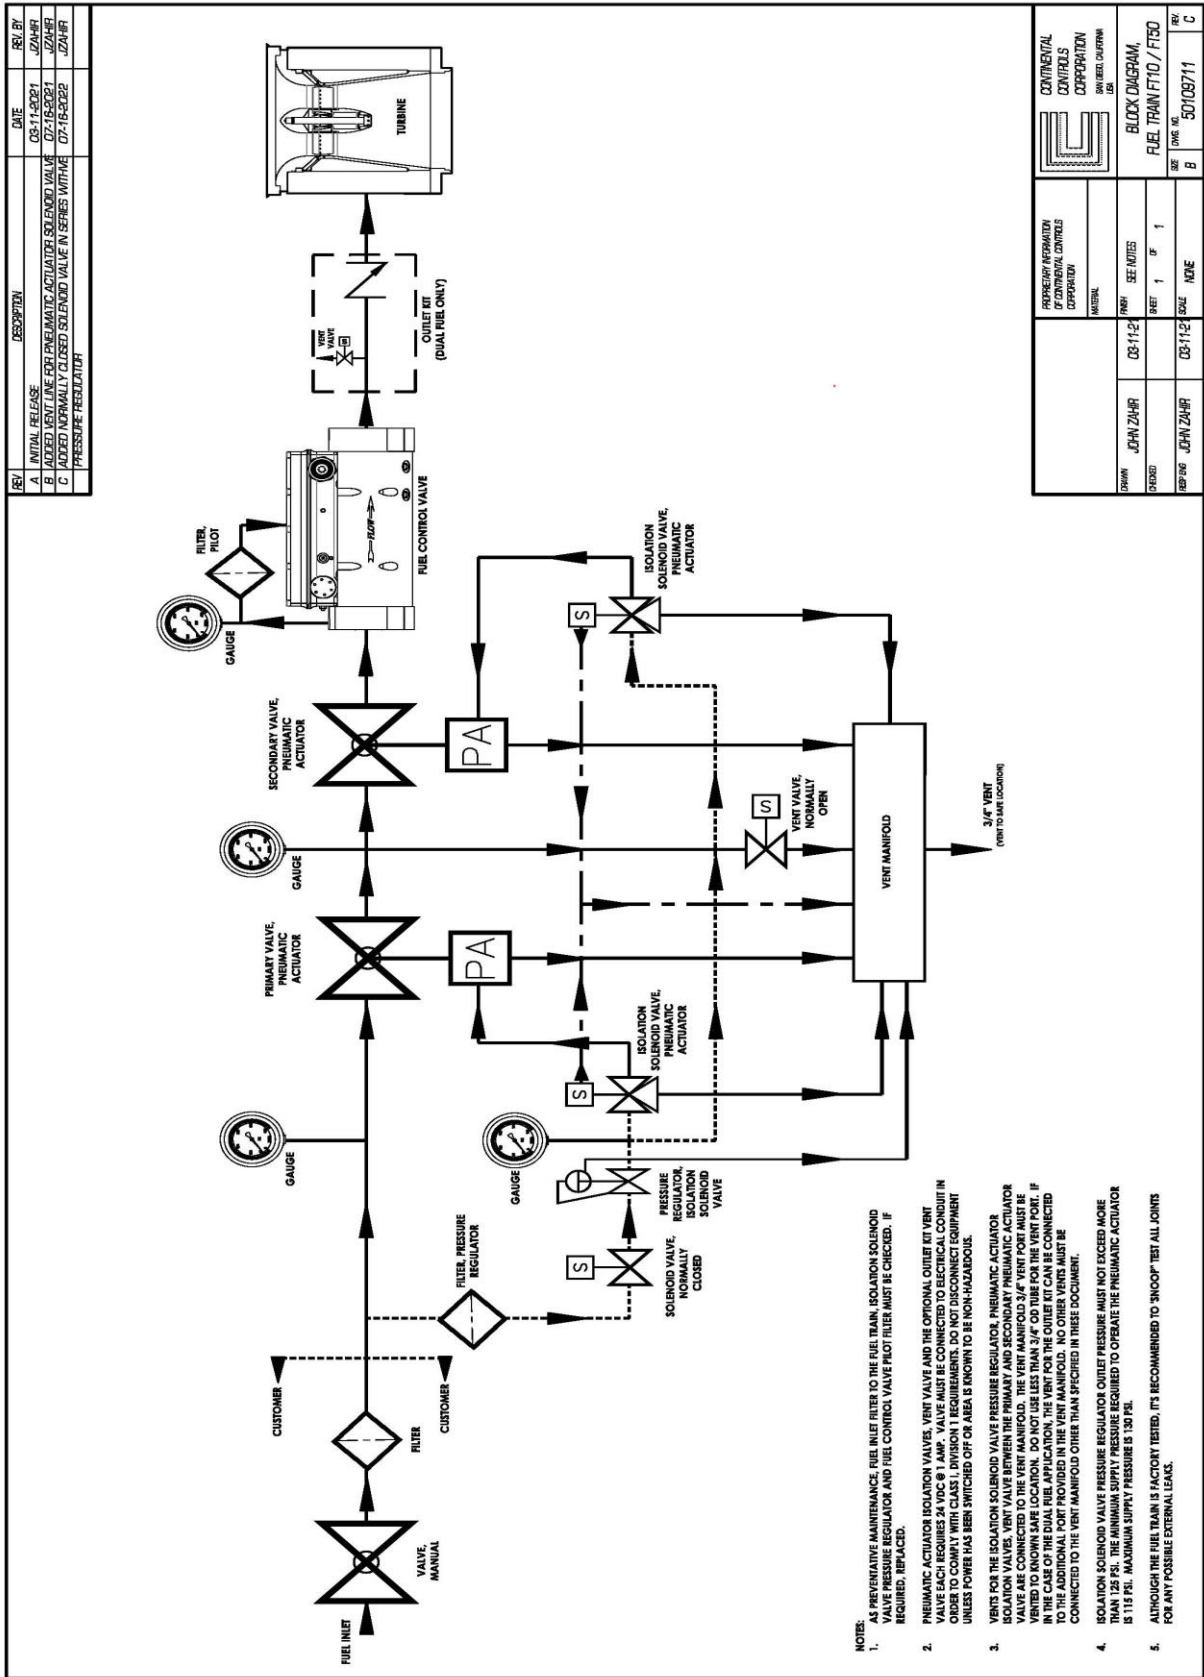 REV DESCRIPTION DATE REV. BY
A INITIAL RELEASE 03-11-2021 JZAHIR
B ADDED VENT LINE FOR PNEUMATIC ACTUATOR SOLENOID VALVE 07-16-2021 JZAHIR
C ADDED NORMALLY CLOSED SOLENOID VALVE IN SERIES WITH VE 07-16-2022 JZAHIR
PRESSURE REGULATOR
FUEL INLET
VALVE,
MANUAL
FILTER
CUSTOMER
CUSTOMER
FILTER, PRESSURE
REGULATOR
GAUGE
PRIMARY VALVE,
PNEUMATIC
ACTUATOR
GAUGE
SECONDARY VALVE,
PNEUMATIC
ACTUATOR
GAUGE
FILTER,
PILOT
FLOW
FUEL CONTROL VALVE
VENT
VALVE
S
OUTLET KIT
(DUAL FUEL ONLY)
TURBINE
PA
PA
S
SOLENOID VALVE,
NORMALLY
CLOSED
GAUGE
PRESSURE
REGULATOR,
ISOLATION
SOLENOID
VALVE
S
ISOLATION
SOLENOID VALVE,
PNEUMATIC
ACTUATOR
S
ISOLATION
SOLENOID VALVE,
PNEUMATIC
ACTUATOR
S
VENT VALVE,
NORMALLY
OPEN
VENT MANIFOLD
3/4" VENT
(VENT TO SAFE LOCATION)
NOTES:
1. AS PREVENTATIVE MAINTENANCE, FUEL INLET FILTER TO THE FUEL TRAIN, ISOLATION SOLENOID
VALVE PRESSURE REGULATOR AND FUEL CONTROL VALVE PILOT FILTER MUST BE CHECKED. IF
REQUIRED, REPLACED.
2. PNEUMATIC ACTUATOR ISOLATION VALVES, VENT VALVE AND THE OPTIONAL OUTLET KIT VENT
VALVE EACH REQUIRES 24 VDC @ 1 AMP. VALVE MUST BE CONNECTED TO ELECTRICAL CONDUIT IN
ORDER TO COMPLY WITH CLASS I, DIVISION 1 REQUIREMENTS. DO NOT DISCONNECT EQUIPMENT
UNLESS POWER HAS BEEN SWITCHED OFF OR AREA IS KNOWN TO BE NON-HAZARDOUS.
3. VENTS FOR THE ISOLATION SOLENOID VALVE PRESSURE REGULATOR, PNEUMATIC ACTUATOR
ISOLATION VALVES, VENT VALVE BETWEEN THE PRIMARY AND SECONDARY PNEUMATIC ACTUATOR
VALVE ARE CONNECTED TO THE VENT MANIFOLD. THE VENT MANIFOLD 3/4" VENT PORT MUST BE
VENTED TO KNOWN SAFE LOCATION. DO NOT USE LESS THAN 3/4" OD TUBE FOR THE VENT PORT. IF
IN THE CASE OF THE DUAL FUEL APPLICATION, THE VENT FOR THE OUTLET KIT CAN BE CONNECTED
TO THE ADDITIONAL PORT PROVIDED IN THE VENT MANIFOLD. NO OTHER VENTS MUST BE
CONNECTED TO THE VENT MANIFOLD OTHER THAN SPECIFIED IN THESE DOCUMENT.
4. ISOLATION SOLENOID VALVE PRESSURE REGULATOR OUTLET PRESSURE MUST NOT EXCEED MORE
THAN 125 PSI. THE MINIMUM SUPPLY PRESSURE REQUIRED TO OPERATE THE PNEUMATIC ACTUATOR
IS 115 PSI. MAXIMUM SUPPLY PRESSURE IS 130 PSI.
5. ALTHOUGH THE FUEL TRAIN IS FACTORY TESTED, IT'S RECOMMENDED TO "SNOOP" TEST ALL JOINTS
FOR ANY POSSIBLE EXTERNAL LEAKS.
PROPRIETARY INFORMATION
OF CONTINENTAL CONTROLS
CORPORATION
MATERIAL
CONTINENTAL
CONTROLS
CORPORATION
SAN DIEGO, CALIFORNIA
USA
DRAWN JOHN ZAHIR 03-11-21
FINISH SEE NOTES
BLOCK DIAGRAM,
FUEL TRAIN FT10 / FT50
CHECKED
SHEET 1 OF 1
RESP ENG JOHN ZAHIR 03-11-21
SCALE NONE
SIZE B
DWG. NO. 50109711
REV. C